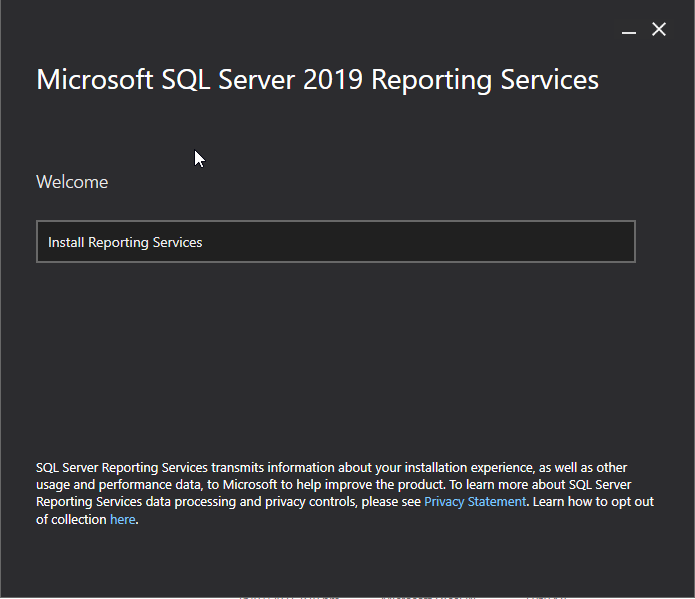 Microsoft SQL Server 2019 Reporting Services
Welcome
Install Reporting Services
SQL Server Reporting Services transmits information about your installation experience, as well as other
usage and performance data, to Microsoft to help improve the product. To learn more about SQL Server
Reporting Services data processing and privacy controls, please see Privacy Statement. Learn how to opt out
of collection here.